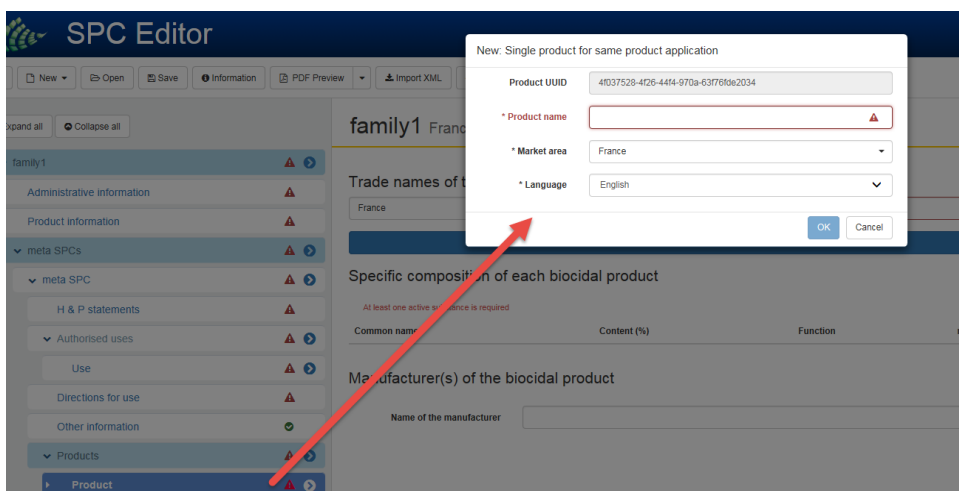 SPC Editor
New
Open
Save
Information
PDF Preview
Import XML
xpand all
Collapse all
family1
Administrative information
Product information
meta SPCs
meta SPC
H & P statements
Authorised uses
Use
Directions for use
Other information
Products
Product
family1 Franc
Trade names of t
France
Specific composition of each biocidal product
At least one active substance is required
Common name
Content (%)
Function
Manufacturer(s) of the biocidal product
Name of the manufacturer
New: Single product for same product application
Product UUID
4f037528-4f26-44f4-970a-63f76fde2034
* Product name
* Market area
France
* Language
English
OK
Cancel